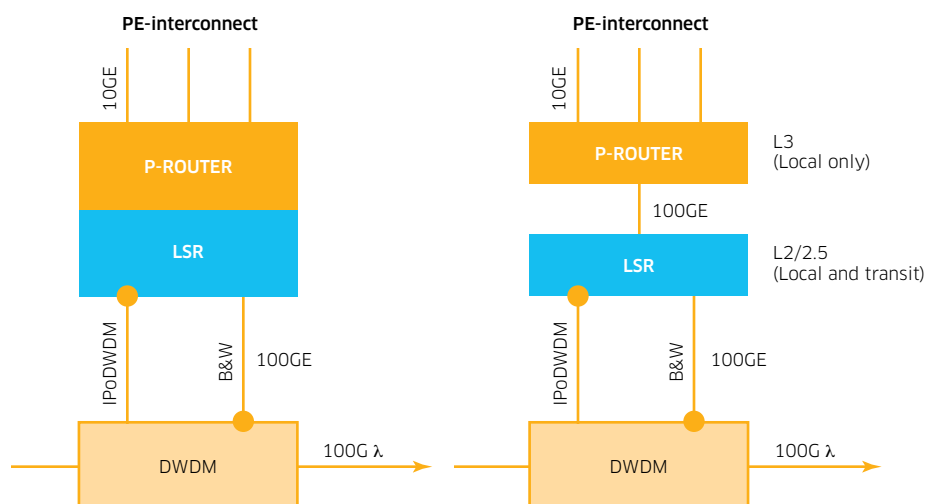 PE-interconnect
10GE
P-ROUTER
LSR
IPoDWDM
B&W
100GE
DWDM
100G λ
PE-interconnect
10GE
P-ROUTER
L3
(Local only)
100GE
LSR
L2/2.5
(Local and transit)
IPoDWDM
B&W
100GE
DWDM
100G λ